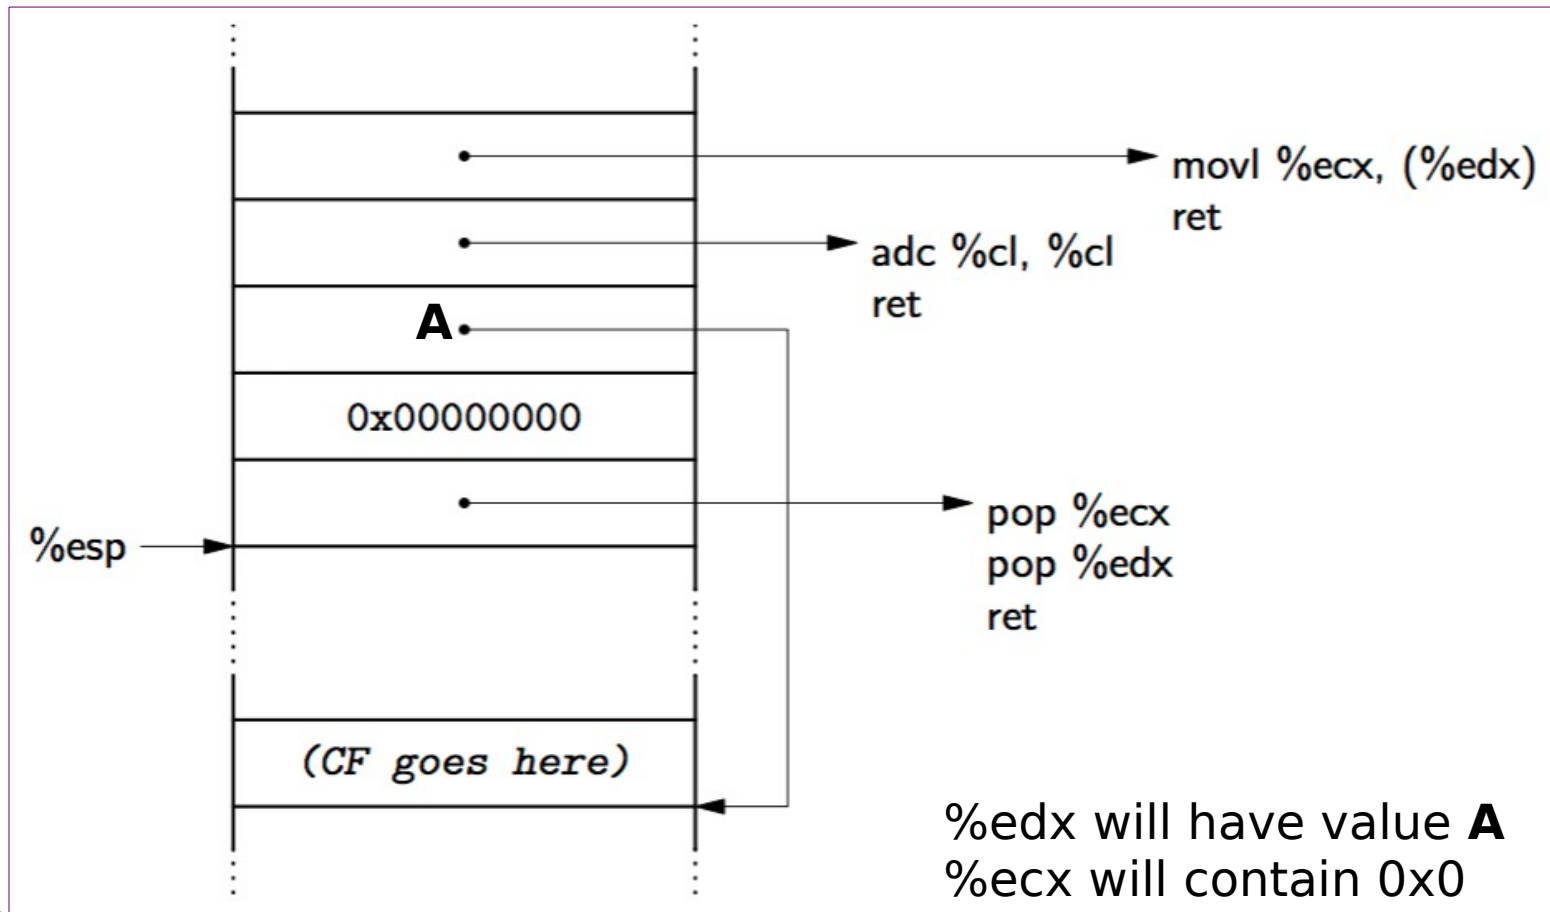 movl %ecx, (%edx)
ret
adc %cl, %cl
ret
A
0x00000000
pop %ecx
pop %edx
ret
%esp
(CF goes here)
%edx will have value A
%ecx will contain 0x0